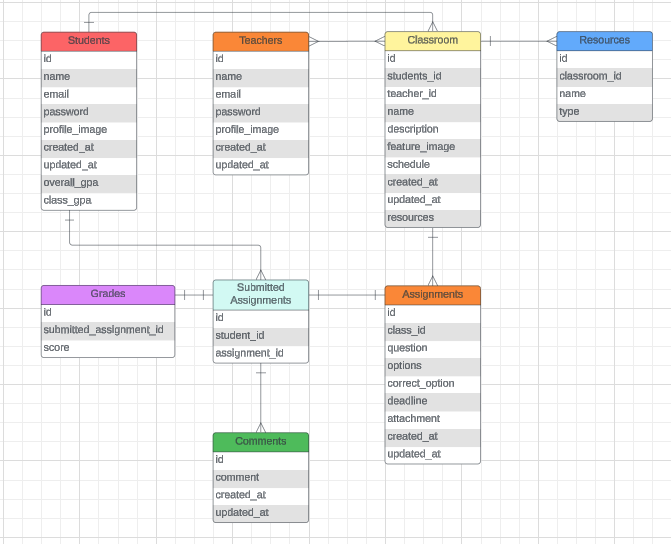 Students
id
name
email
password
profile_image
created_at
updated_at
overall_gpa
class_gpa
Teachers
id
name
email
password
profile_image
created_at
updated_at
Classroom
id
students_id
teacher_id
name
description
feature_image
schedule
created_at
updated_at
resources
Resources
id
classroom_id
name
type
Grades
id
submitted_assignment_id
score
Submitted
Assignments
id
student_id
assignment_id
Assignments
id
class_id
question
options
correct_option
deadline
attachment
created_at
updated_at
Comments
id
comment
created_at
updated_at